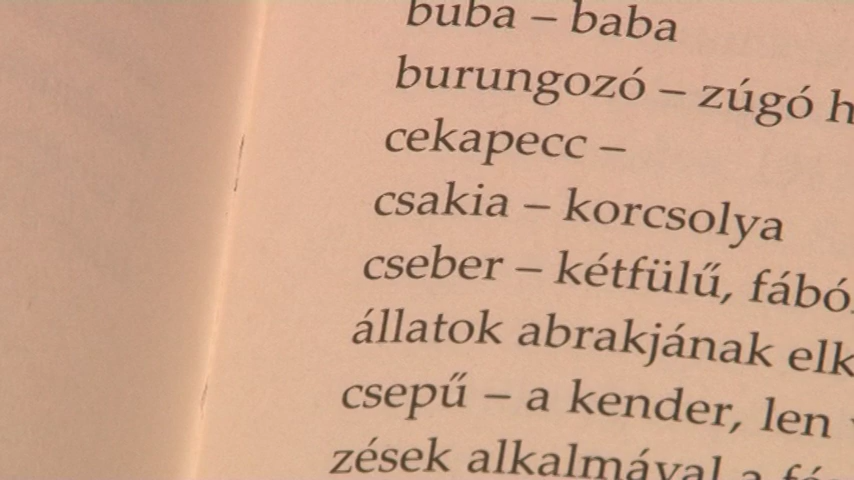 buba – baba
burungozó – zúgó
cekapecc –
csakia – korcsolya
cseber – kétfülű,
állatok abrakjának
csepű – a kender, len
zések alkalmával a